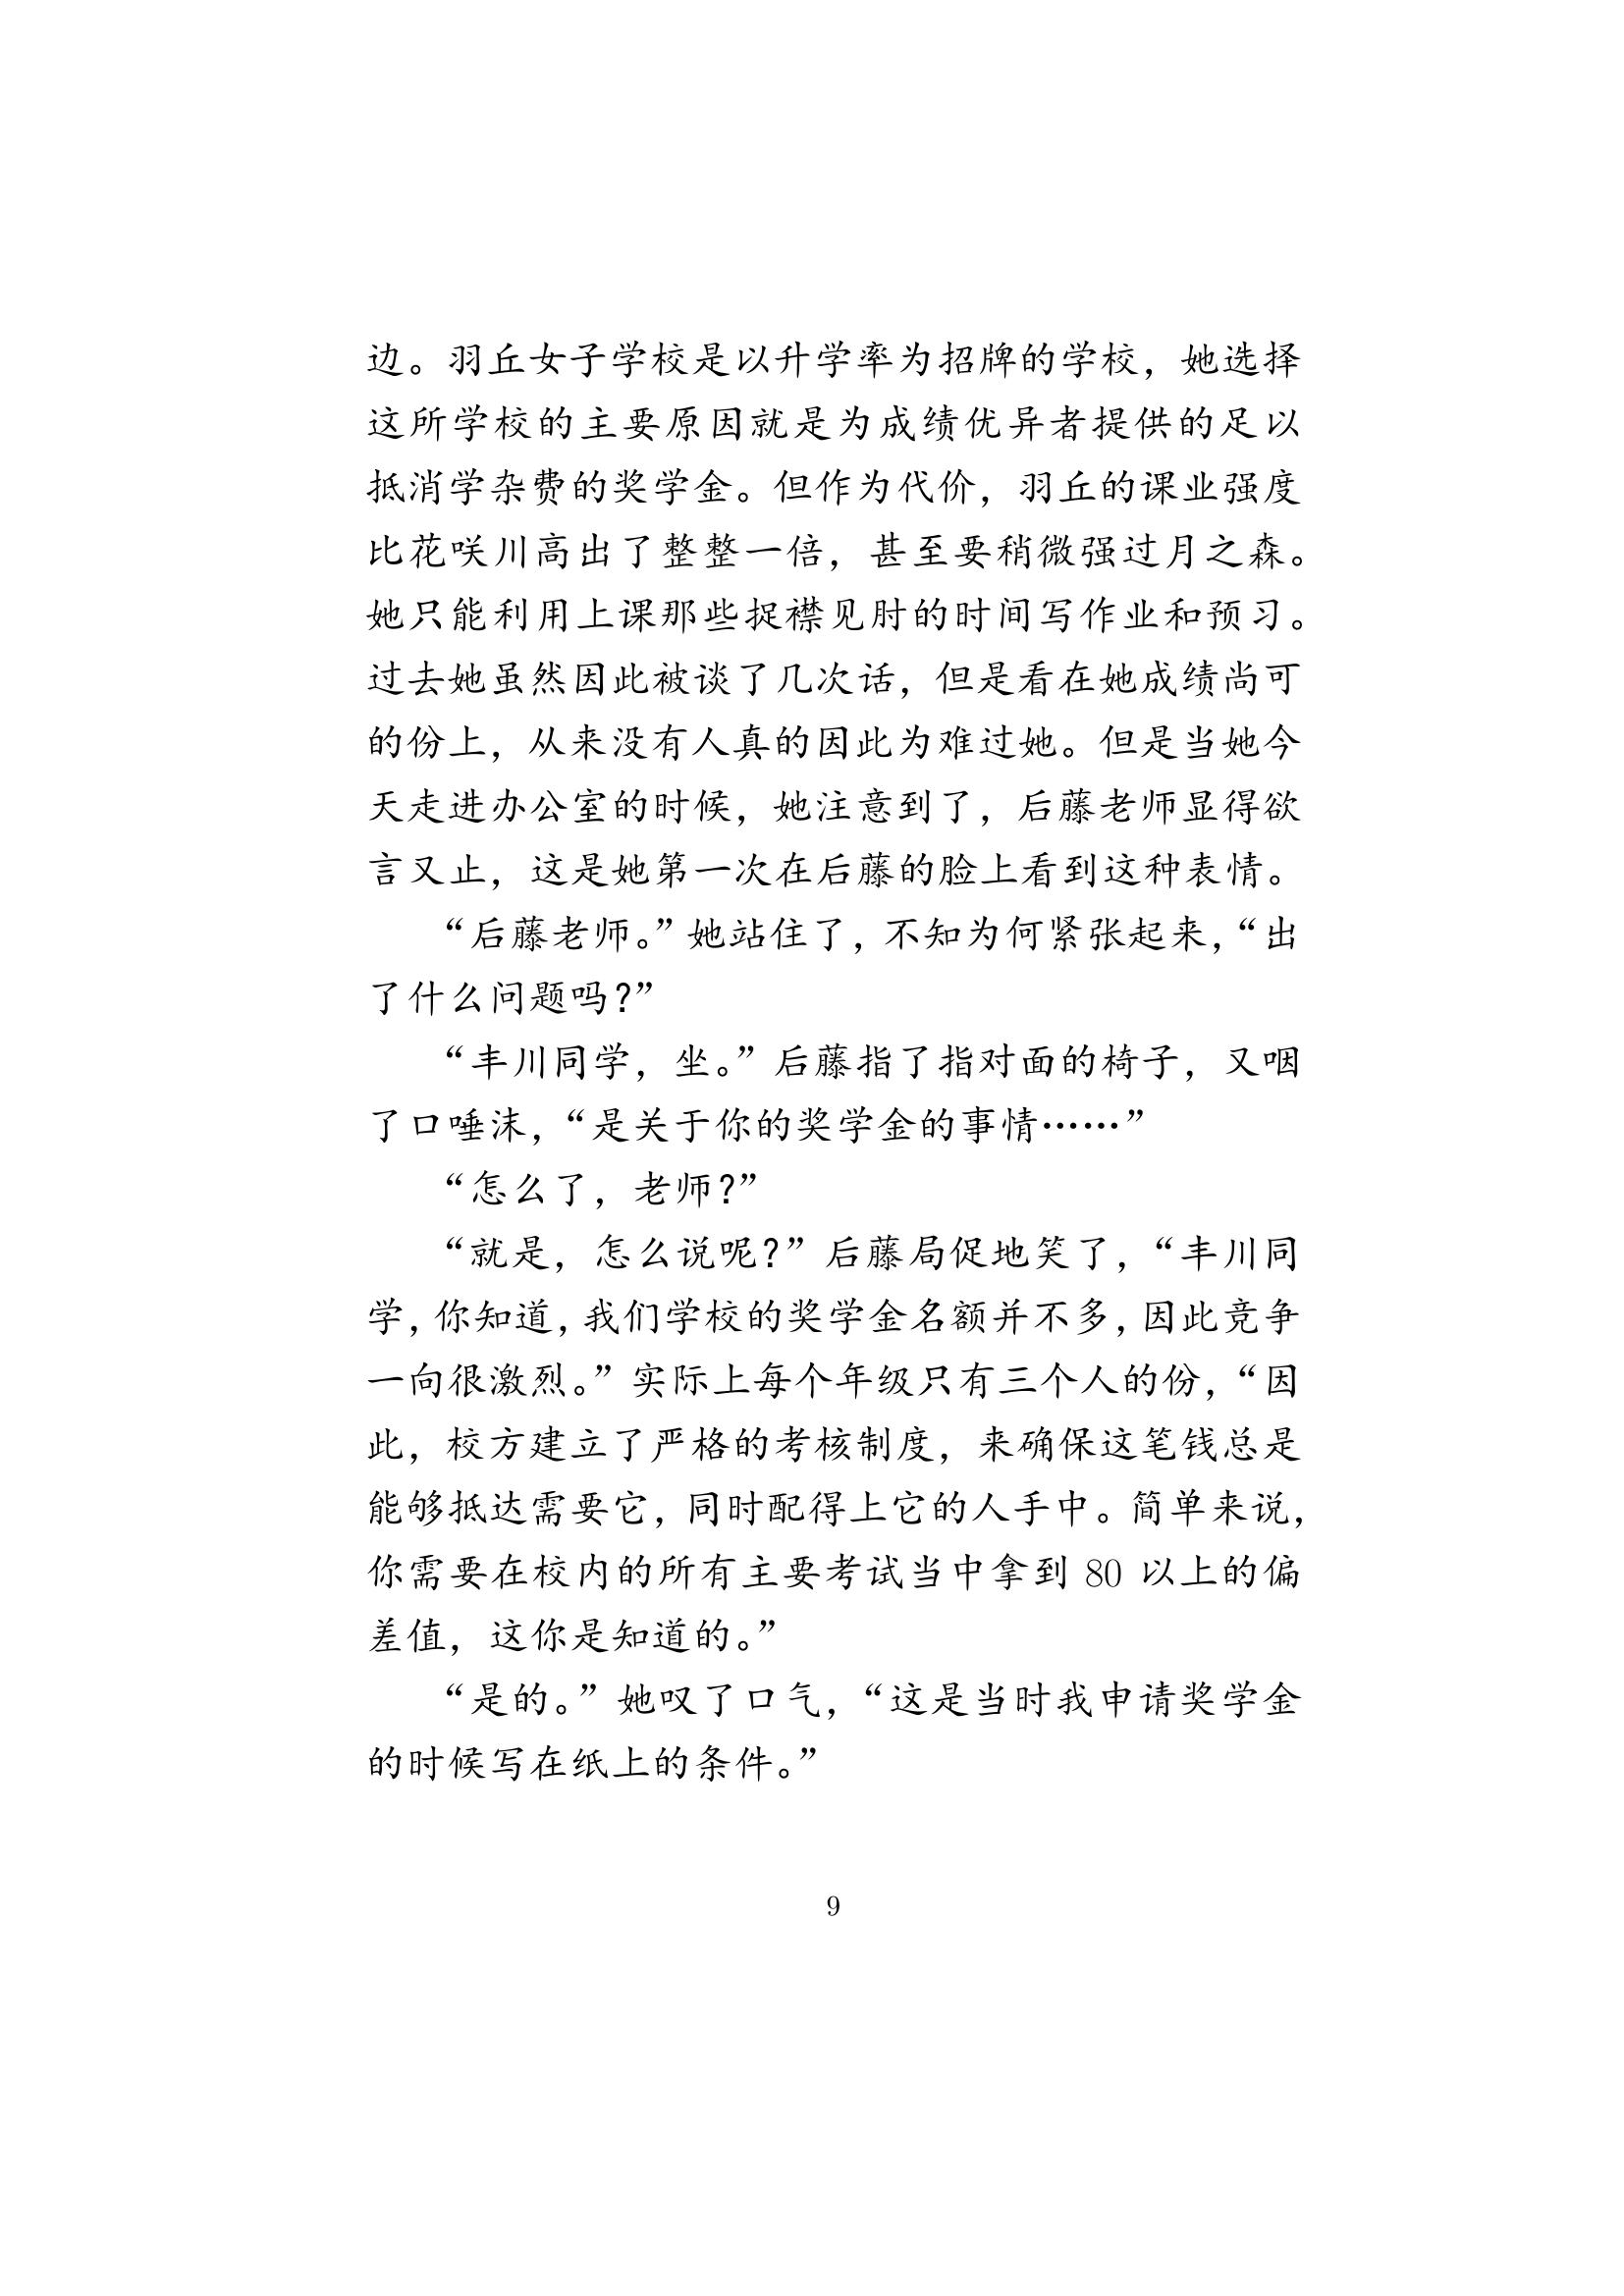 边。羽丘女子学校是以升学率为招牌的学校，她选择
这所学校的主要原因就是为成绩优异者提供的足以
抵消学杂费的奖学金。但作为代价，羽丘的课业强度
比花咲川高出了整整一倍，甚至要稍微强过月之森。
她只能利用上课那些捉襟见肘的时间写作业和预习。
过去她虽然因此被谈了几次话，但是看在她成绩尚可
的份上，从来没有人真的因此为难过她。但是当她今
天走进办公室的时候，她注意到了，后藤老师显得欲
言又止，这是她第一次在后藤的脸上看到这种表情。
“后藤老师。”她站住了，不知为何紧张起来，“出
了什么问题吗？”
“丰川同学，坐。”后藤指了指对面的椅子，又咽
了口唾沫，“是关于你的奖学金的事情……”
“怎么了，老师？”
“就是，怎么说呢？”后藤局促地笑了，“丰川同
学，你知道，我们学校的奖学金名额并不多，因此竞争
一向很激烈。”实际上每个年级只有三个人的份，“因
此，校方建立了严格的考核制度，来确保这笔钱总是
能够抵达需要它，同时配得上它的人手中。简单来说，
你需要在校内的所有主要考试当中拿到 80 以上的偏
差值，这你是知道的。”
“是的。”她叹了口气，“这是当时我申请奖学金
的时候写在纸上的条件。”
9